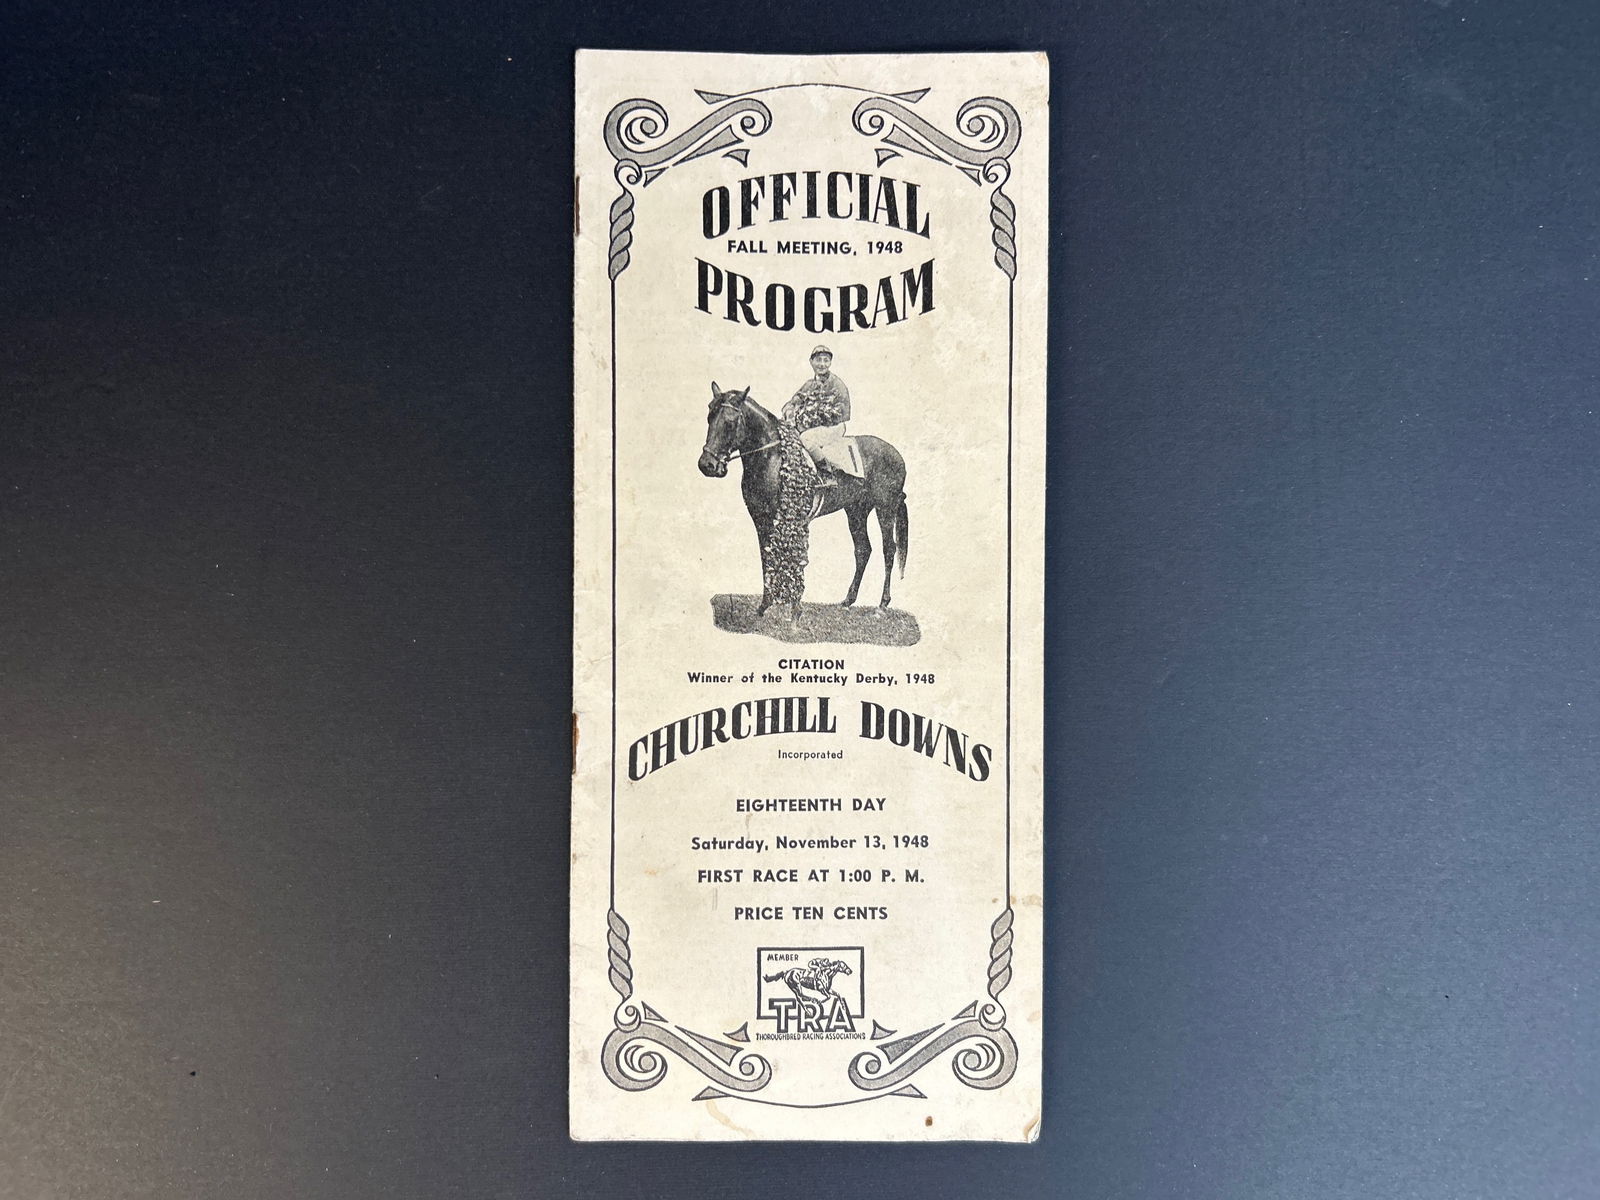 OFFICIAL
FALL MEETING, 1948
PROGRAM
1
CITATION
Winner of the Kentucky Derby, 1948
CHURCHILL DOWNS
Incorporated
EIGHTEENTH DAY
Saturday, November 13, 1948
FIRST RACE AT 1:00 P. M.
PRICE TEN CENTS
MEMBER
TRA
THOROUGHBRED RACING ASSOCIATIONS